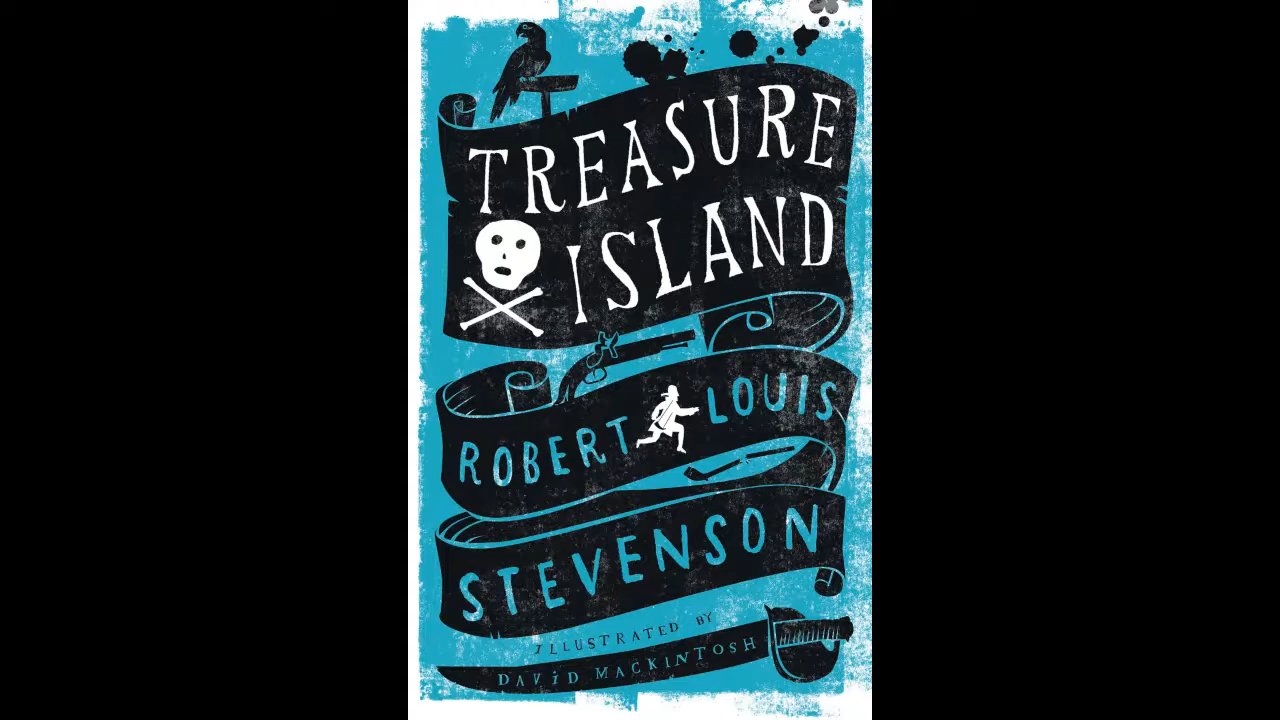 TREASURE
ISLAND
ROBERT LOUIS
STEVENSON
ILLUSTRATED BY
DAVID MACKINTOSH